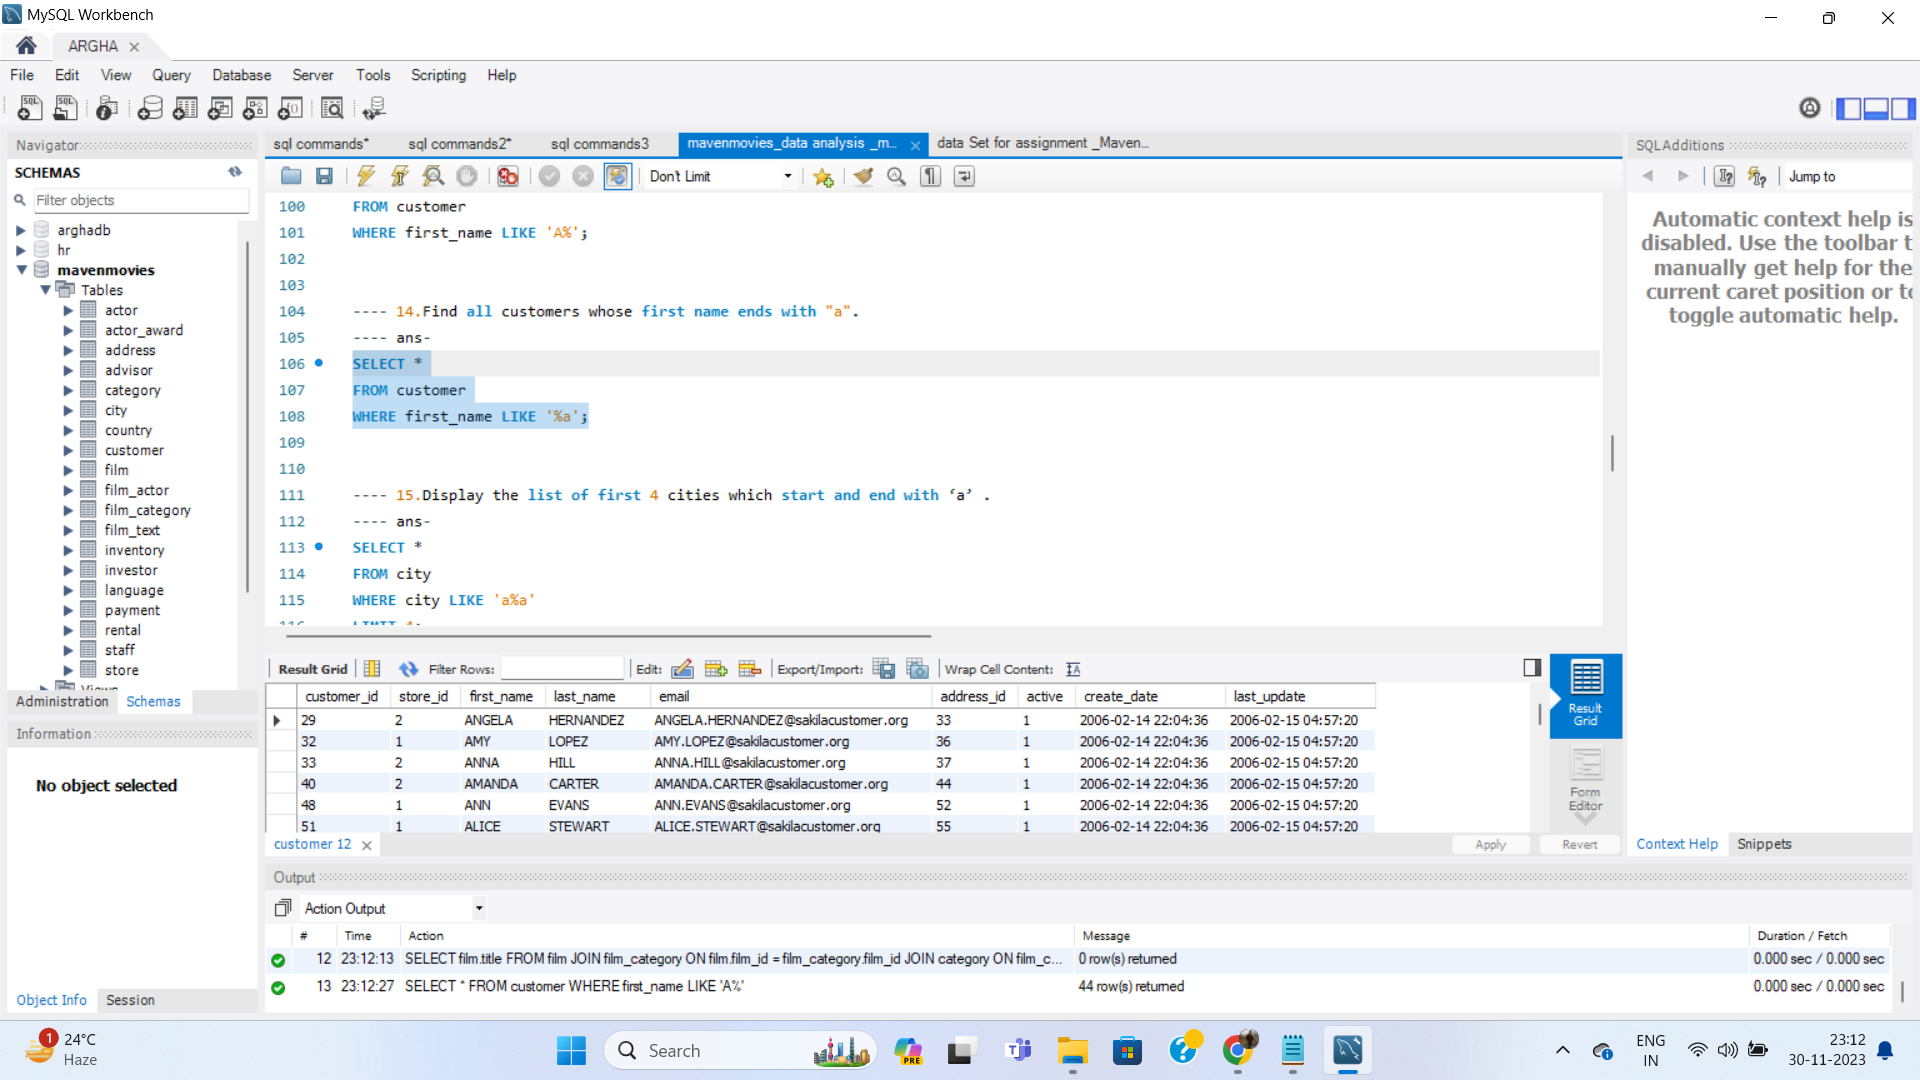 MySQL Workbench
ARGHA
File Edit View Query Database Server Tools Scripting Help
Navigator
SCHEMAS
Filter objects
arghadb
hr
mavenmovies
Tables
actor
actor_award
address
advisor
category
city
country
customer
film
film_actor
film_category
film_text
inventory
investor
language
payment
rental
staff
store
Views
Administration Schemas
Information
No object selected
Object Info Session
sql commands* sql commands2* sql commands3 mavenmovies_data analysis _m... data Set for assignment _Maven...
Don't Limit
100 FROM customer
101 WHERE first_name LIKE 'A%';
102
103
104 ---- 14.Find all customers whose first name ends with "a".
105 ---- ans-
106 SELECT *
107 FROM customer
108 WHERE first_name LIKE '%a';
109
110
111 ---- 15.Display the list of first 4 cities which start and end with ‘a’ .
112 ---- ans-
113 SELECT *
114 FROM city
115 WHERE city LIKE 'a%a'
116 LIMIT 4;
Result Grid Filter Rows: Edit: Export/Import: Wrap Cell Content:
customer_id store_id first_name last_name email address_id active create_date last_update
29 2 ANGELA HERNANDEZ ANGELA.HERNANDEZ@sakilacustomer.org 33 1 2006-02-14 22:04:36 2006-02-15 04:57:20
32 1 AMY LOPEZ AMY.LOPEZ@sakilacustomer.org 36 1 2006-02-14 22:04:36 2006-02-15 04:57:20
33 2 ANNA HILL ANNA.HILL@sakilacustomer.org 37 1 2006-02-14 22:04:36 2006-02-15 04:57:20
40 2 AMANDA CARTER AMANDA.CARTER@sakilacustomer.org 44 1 2006-02-14 22:04:36 2006-02-15 04:57:20
48 1 ANN EVANS ANN.EVANS@sakilacustomer.org 52 1 2006-02-14 22:04:36 2006-02-15 04:57:20
51 1 ALICE STEWART ALICE.STEWART@sakilacustomer.org 55 1 2006-02-14 22:04:36 2006-02-15 04:57:20
Result
Grid
Form
Editor
customer 12
Apply Revert
SQLAdditions
Jump to
Automatic context help is
disabled. Use the toolbar t
manually get help for the
current caret position or to
toggle automatic help.
Context Help Snippets
Output
Action Output
# Time Action Message Duration / Fetch
12 23:12:13 SELECT film.title FROM film JOIN film_category ON film.film_id = film_category.film_id JOIN category ON film_c... 0 row(s) returned 0.000 sec / 0.000 sec
13 23:12:27 SELECT * FROM customer WHERE first_name LIKE 'A%' 44 row(s) returned 0.000 sec / 0.000 sec
1
24°C
Haze
Search
PRE
ENG
IN
23:12
30-11-2023